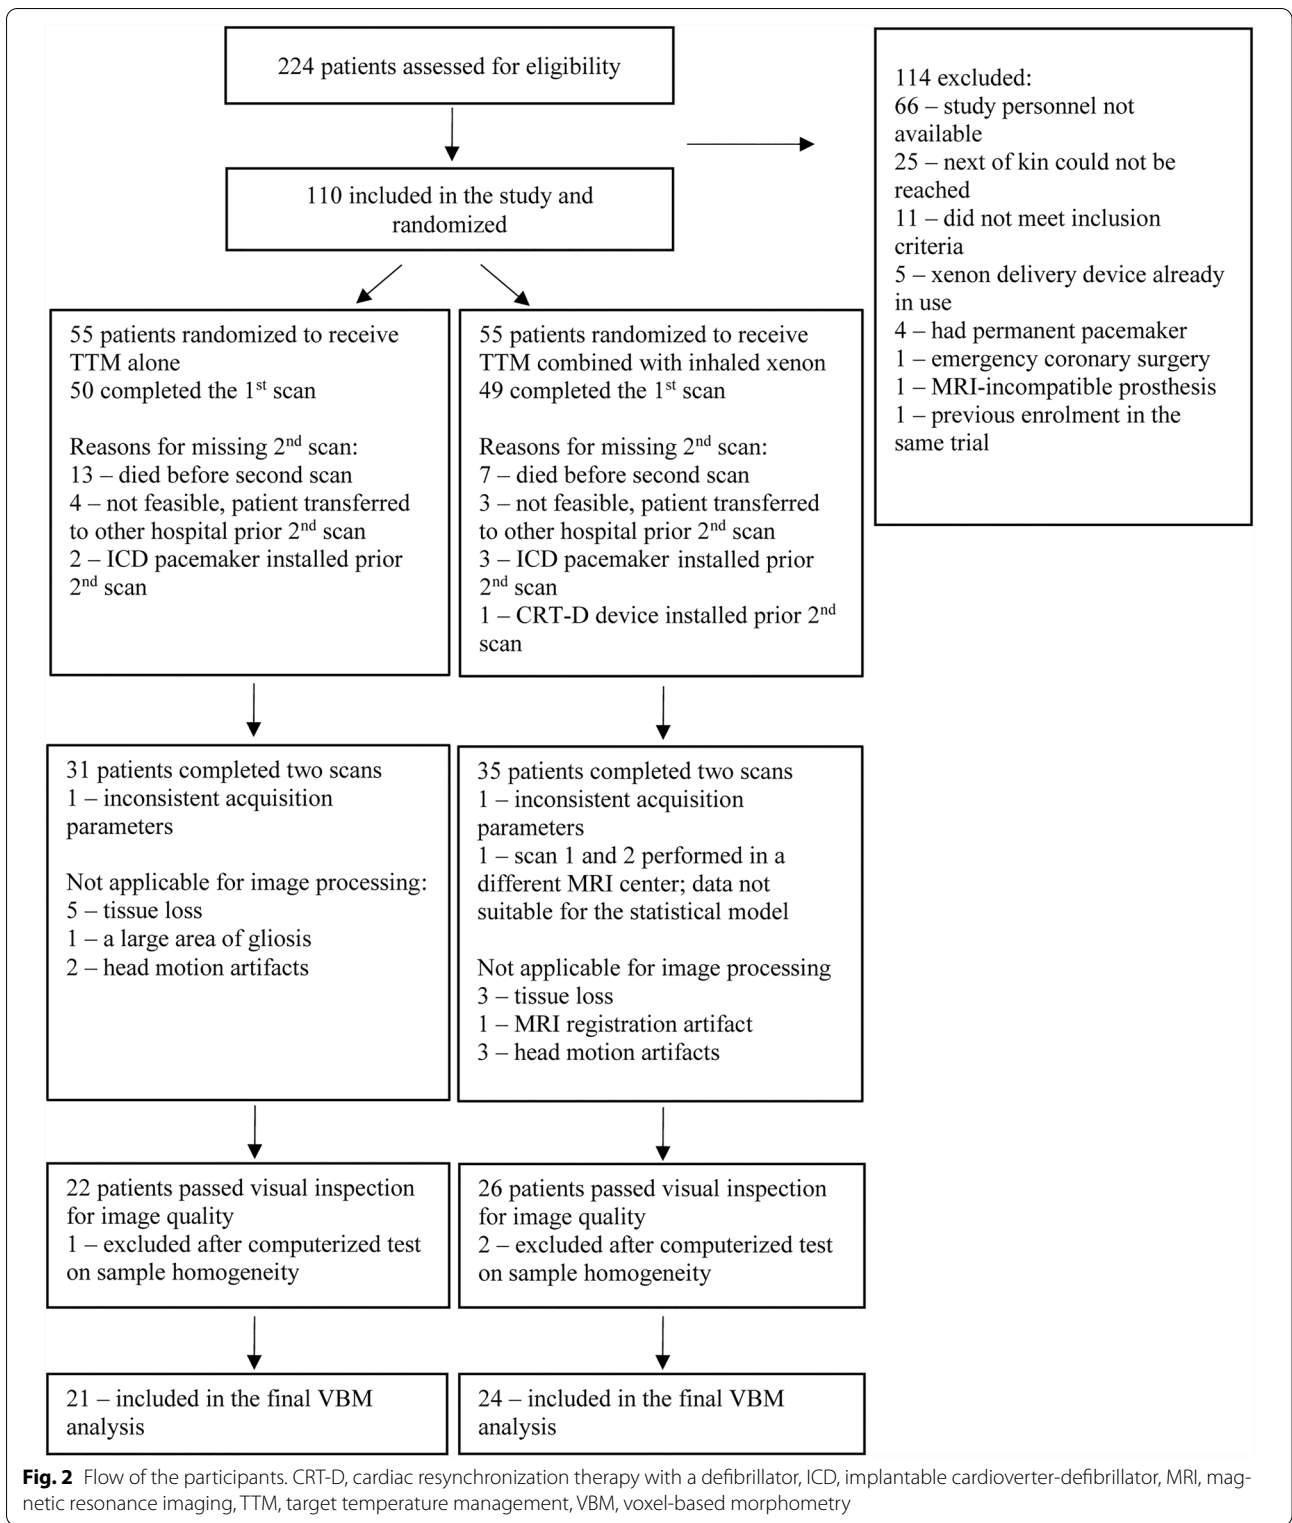 224 patients assessed for eligibility
110 included in the study and
randomized
114 excluded:
66 – study personnel not
available
25 – next of kin could not be
reached
11 – did not meet inclusion
criteria
5 – xenon delivery device already
in use
4 – had permanent pacemaker
1 – emergency coronary surgery
1 – MRI-incompatible prosthesis
1 – previous enrolment in the
same trial
55 patients randomized to receive
TTM alone
50 completed the 1st scan
Reasons for missing 2nd scan:
13 – died before second scan
4 – not feasible, patient transferred
to other hospital prior 2nd scan
2 – ICD pacemaker installed prior
2nd scan
55 patients randomized to receive
TTM combined with inhaled xenon
49 completed the 1st scan
Reasons for missing 2nd scan:
7 – died before second scan
3 – not feasible, patient transferred
to other hospital prior 2nd scan
3 – ICD pacemaker installed prior
2nd scan
1 – CRT-D device installed prior 2nd
scan
31 patients completed two scans
1 – inconsistent acquisition
parameters
Not applicable for image processing:
5 – tissue loss
1 – a large area of gliosis
2 – head motion artifacts
35 patients completed two scans
1 – inconsistent acquisition
parameters
1 – scan 1 and 2 performed in a
different MRI center; data not
suitable for the statistical model
Not applicable for image processing
3 – tissue loss
1 – MRI registration artifact
3 – head motion artifacts
22 patients passed visual inspection
for image quality
1 – excluded after computerized test
on sample homogeneity
26 patients passed visual inspection
for image quality
2 – excluded after computerized test
on sample homogeneity
21 – included in the final VBM
analysis
24 – included in the final VBM
analysis
Fig. 2 Flow of the participants. CRT-D, cardiac resynchronization therapy with a defibrillator, ICD, implantable cardioverter-defibrillator, MRI, mag-
netic resonance imaging, TTM, target temperature management, VBM, voxel-based morphometry